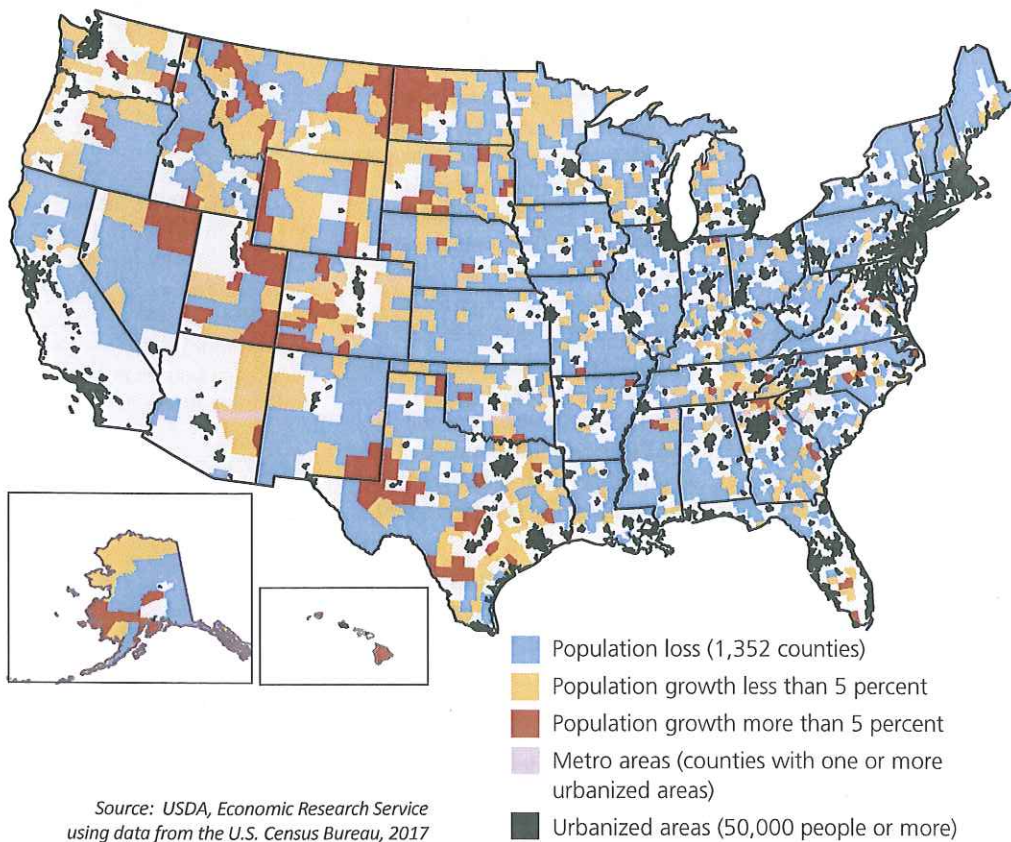 Population loss (1,352 counties)
Population growth less than 5 percent
Population growth more than 5 percent
Metro areas (counties with one or more
urbanized areas)
Urbanized areas (50,000 people or more)
Source: USDA, Economic Research Service
using data from the U.S. Census Bureau, 2017